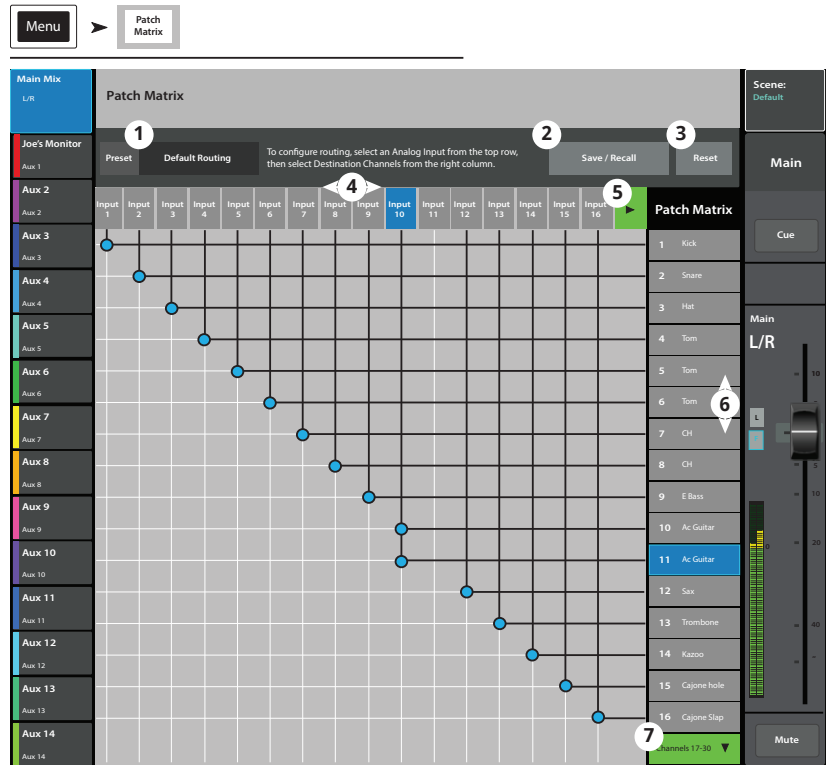 Menu
Patch
Matrix
Main Mix
L/R
Patch Matrix
Scene:
Default
1
2
3
Joe's Monitor
Aux 1
Preset
Default Routing
To configure routing, select an Analog Input from the top row,
then select Destination Channels from the right column.
Save / Recall
Reset
Main
4
5
Aux 2
Aux 2
Input
1
Input
2
Input
3
Input
4
Input
5
Input
6
Input
7
Input
8
Input
9
Input
10
Input
11
Input
12
Input
13
Input
14
Input
15
Input
16
Patch Matrix
Cue
Aux 3
Aux 3
Aux 4
Aux 4
Aux 5
Aux 5
Aux 6
Aux 6
Aux 7
Aux 7
Aux 8
Aux 8
Aux 9
Aux 9
Aux 10
Aux 10
Aux 11
Aux 11
Aux 12
Aux 12
Aux 13
Aux 13
Aux 14
Aux 14
1 Kick
2 Snare
3 Hat
4 Tom
5 Tom
6 Tom
6
7 CH
8 CH
9 E Bass
10 Ac Guitar
11 Ac Guitar
12 Sax
13 Trombone
14 Kazoo
15 Cajone hole
16 Cajone Slap
7
Channels 17-30
Main
L/R
10
L
5
10
0
20
40
Mute